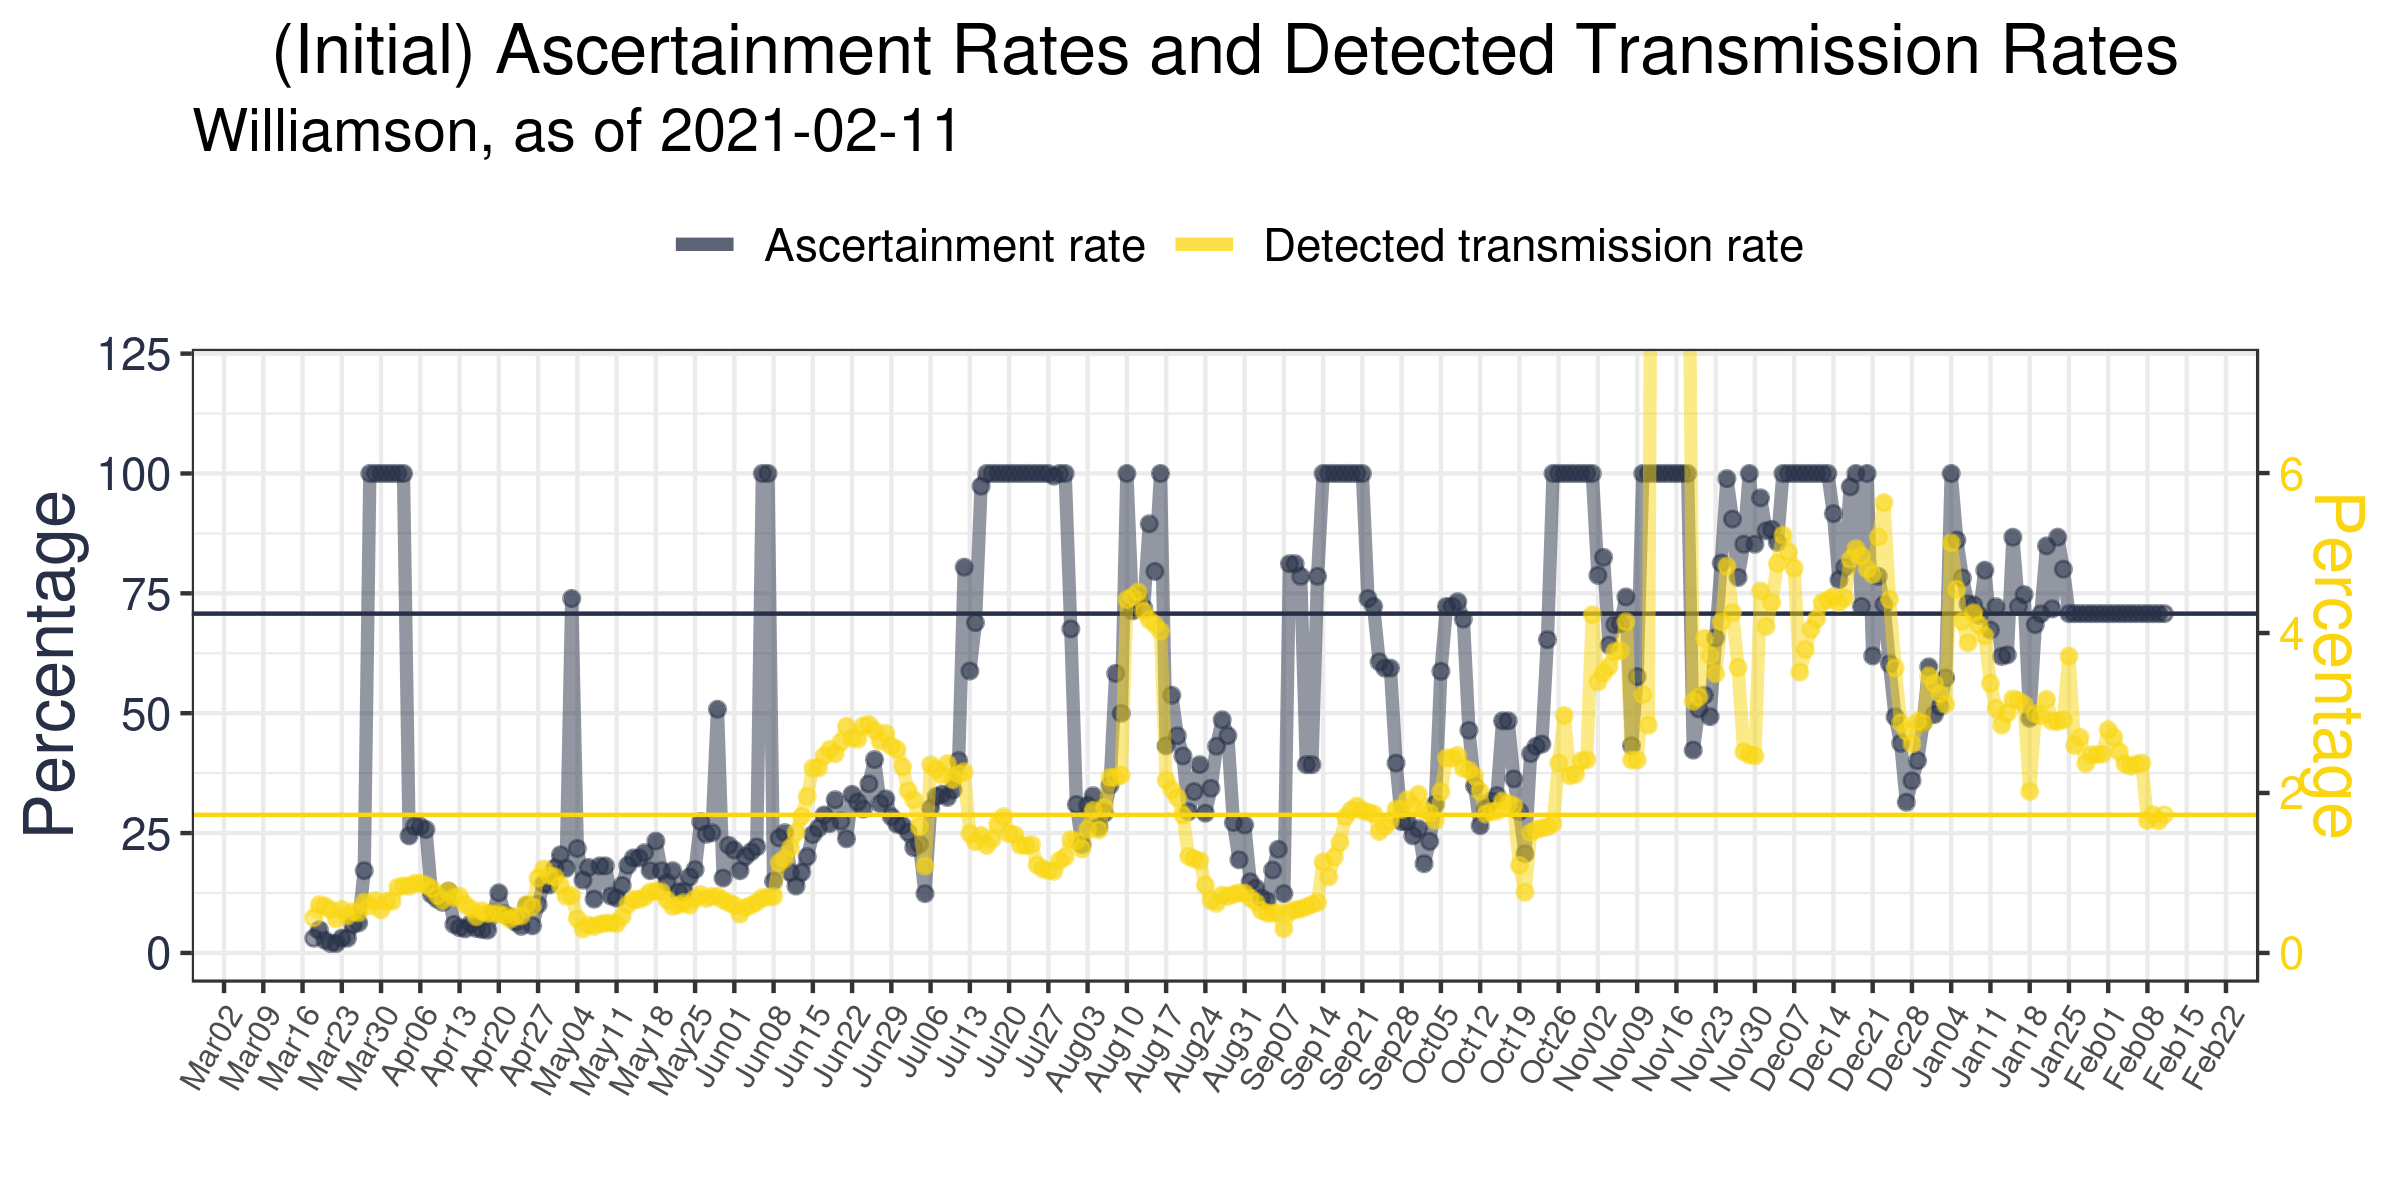 (Initial) Ascertainment Rates and Detected Transmission Rates
Williamson, as of 2021-02-11
Ascertainment rate Detected transmission rate
125
100
75
50
25
0
Percentage
6
4
2
0
Percentage
Mar02 Mar09 Mar16 Mar23 Mar30 Apr06 Apr13 Apr20 Apr27 May04 May11 May18 May25 Jun01 Jun08 Jun15 Jun22 Jun29 Jul06 Jul13 Jul20 Jul27 Aug03 Aug10 Aug17 Aug24 Aug31 Sep07 Sep14 Sep21 Sep28 Oct05 Oct12 Oct19 Oct26 Nov02 Nov09 Nov16 Nov23 Nov30 Dec07 Dec14 Dec21 Dec28 Jan04 Jan11 Jan18 Jan25 Feb01 Feb08 Feb15 Feb22